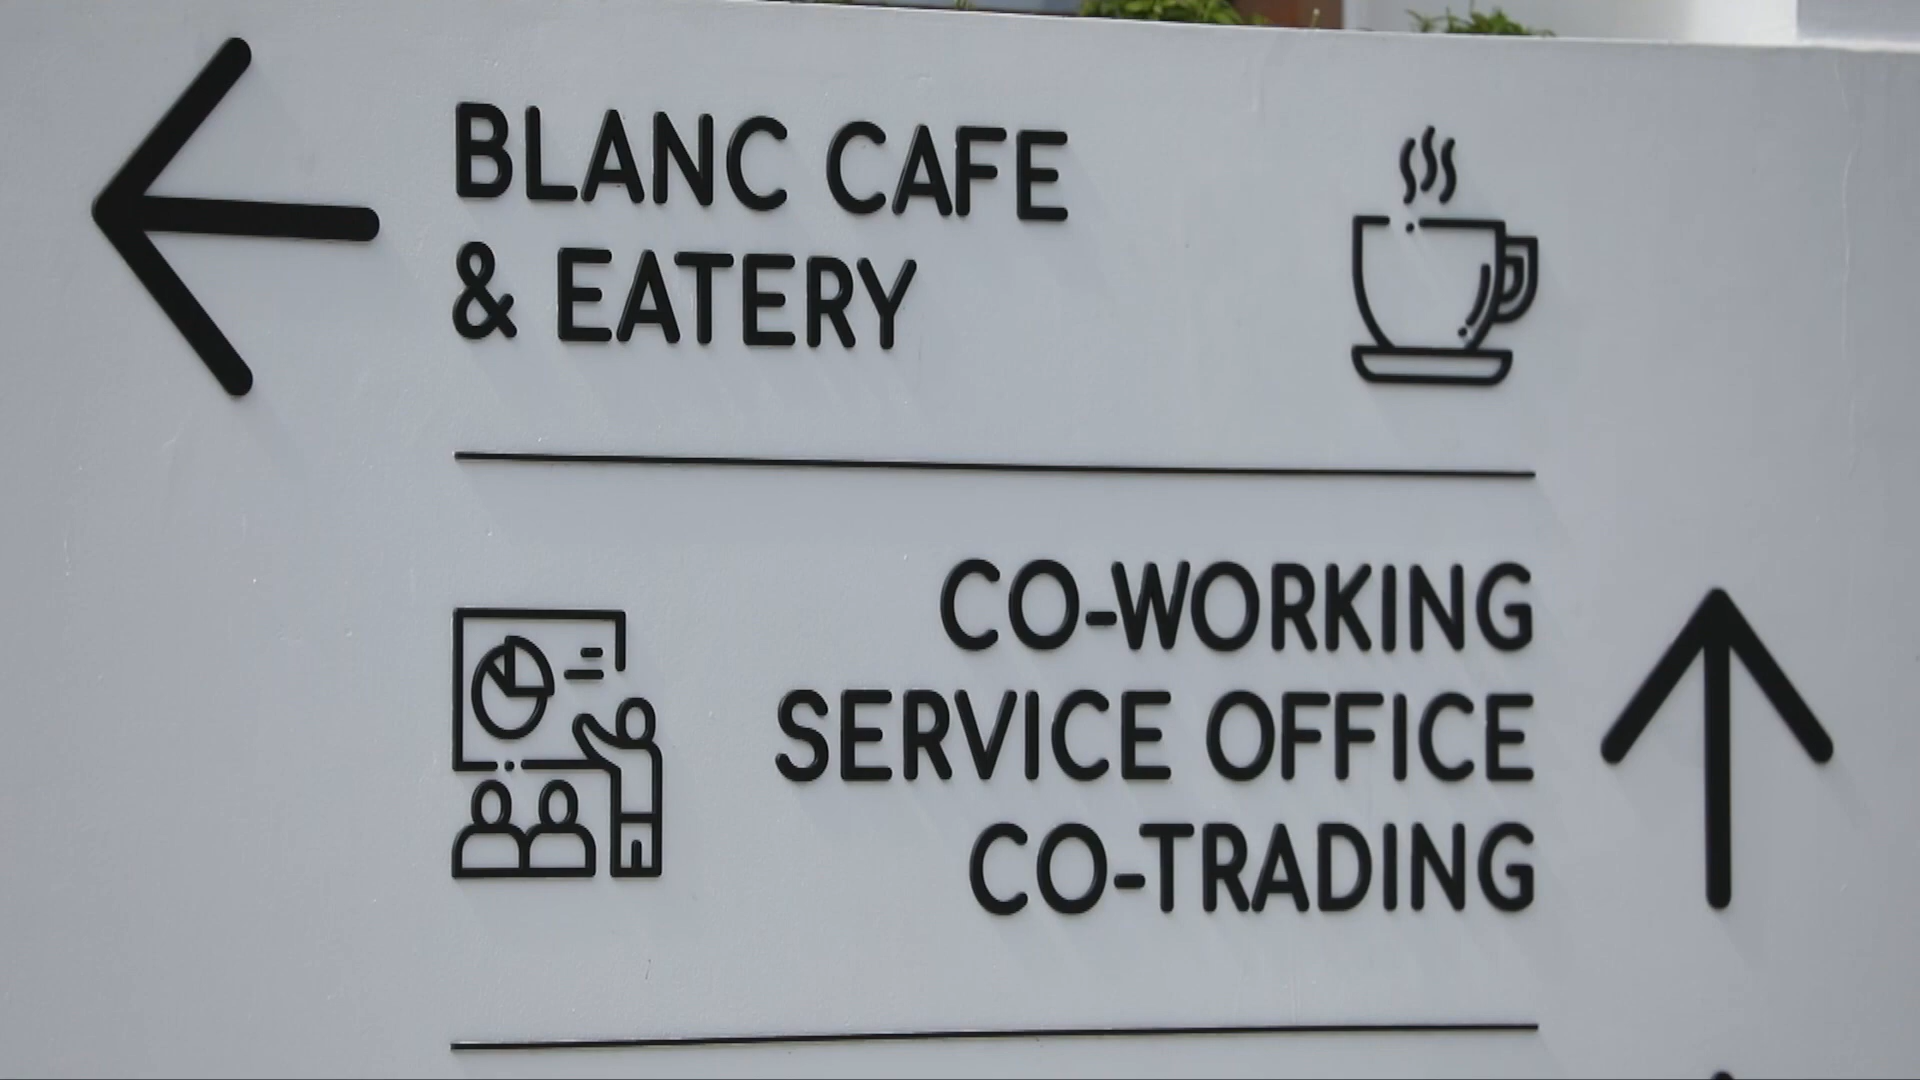 BLANC CAFE
& EATERY
CO-WORKING
SERVICE OFFICE
CO-TRADING